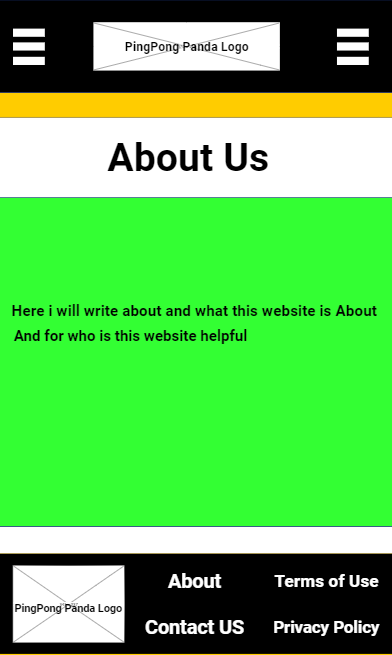 PingPong Panda Logo
About Us
Here i will write about and what this website is About
And for who is this website helpful
PingPong Panda Logo
About
Terms of Use
Contact US
Privacy Policy